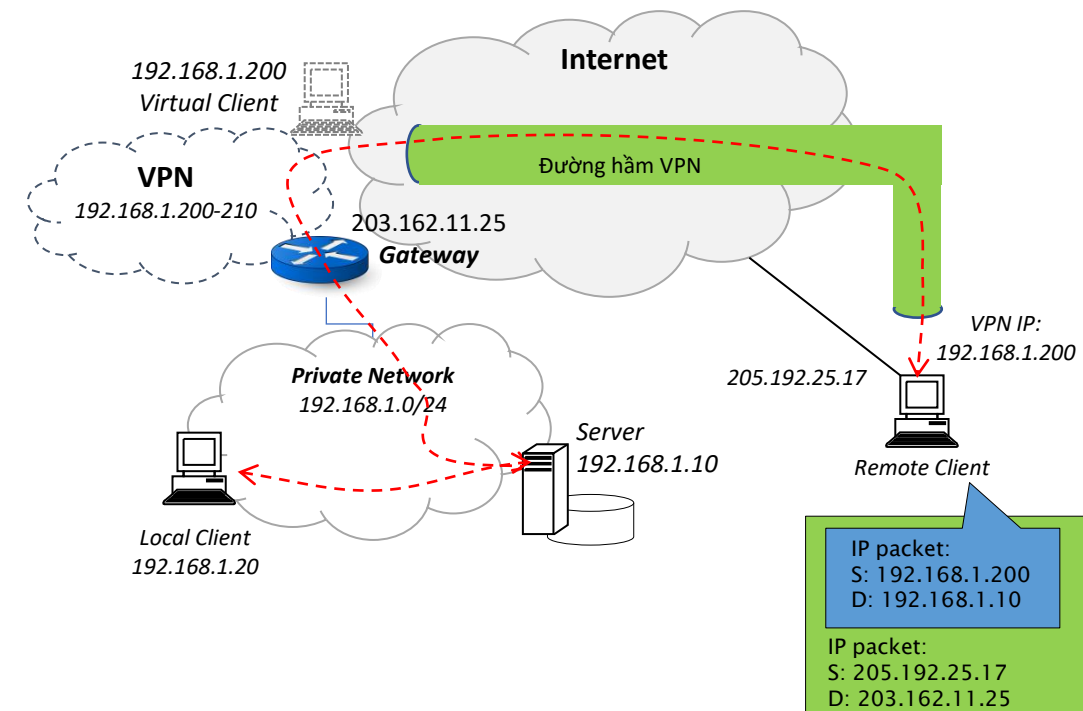 Internet
192.168.1.200
Virtual Client
Đường hầm VPN
VPN
192.168.1.200-210
203.162.11.25
Gateway
VPN IP:
192.168.1.200
205.192.25.17
Remote Client
Private Network
192.168.1.0/24
Server
192.168.1.10
Local Client
192.168.1.20
IP packet:
S: 192.168.1.200
D: 192.168.1.10
IP packet:
S: 205.192.25.17
D: 203.162.11.25